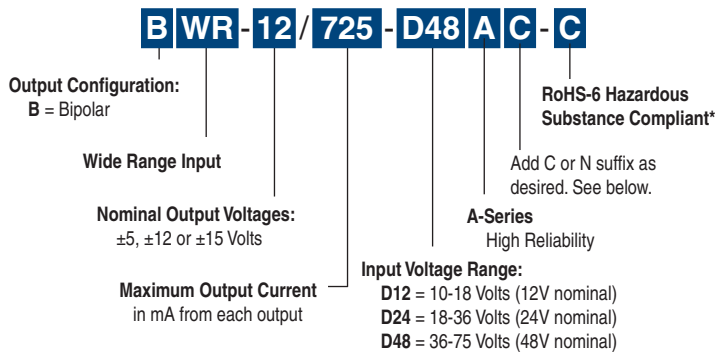 B WR - 12 / 725 - D48 A C - C
Output Configuration:
B = Bipolar
Wide Range Input
Nominal Output Voltages:
±5, ±12 or ±15 Volts
Maximum Output Current
in mA from each output
RoHS-6 Hazardous
Substance Compliant*
Add C or N suffix as
desired. See below.
A-Series
High Reliability
Input Voltage Range:
D12 = 10-18 Volts (12V nominal)
D24 = 18-36 Volts (24V nominal)
D48 = 36-75 Volts (48V nominal)